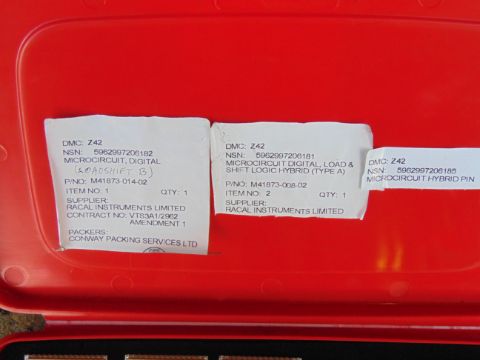 DMC: Z42
NSN: 5962997206182
MICROCIRCUIT, DIGITAL
(LOADSHIFT B)
P/NO: M41873-014-02
ITEM NO: 1 QTY: 1
SUPPLIER:
RACAL INSTRUMENTS LIMITED
CONTRACT NO: VTS3A1/2962
AMENDMENT 1
PACKERS:
CONWAY PACKING SERVICES LTD
DMC: Z42
NSN: 5962997206181
MICROCIRCUIT DIGITAL, LOAD &
SHIFT LOGIC HYBRID (TYPE A)
P/NO: M41873-008-02
ITEM NO: 2 QTY: 1
SUPPLIER:
RACAL INSTRUMENTS LIMITED
DMC: Z42
NSN: 5962997206185
MICROCIRCUIT HYBRID PIN